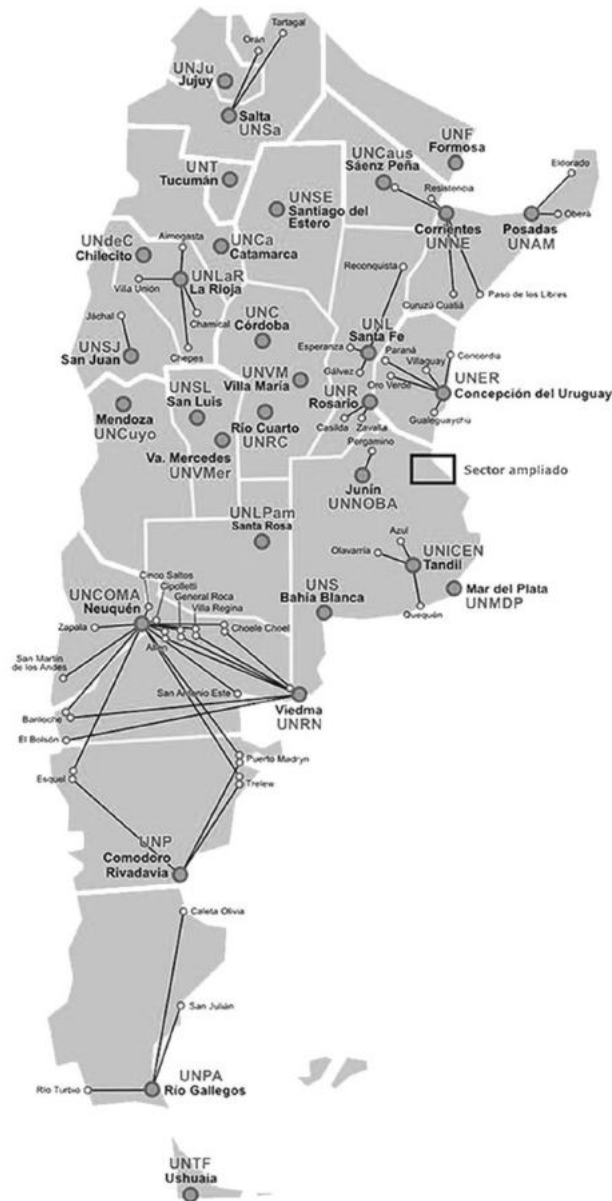 Tartagal
Orán
UNJu
Jujuy
Salta
UNSa
UNT
Tucumán
UNCaus
Sáenz Peña
UNF
Formosa
Eldorado
Resistencia
Oberá
UNSE
Santiago del
Estero
Corrientes
UNNE
Posadas
UNAM
UNdeC
Chilecito
Aimogasta
UNCa
Catamarca
UNLaR
La Rioja
Villa Unión
Reconquista
Paso de los Libres
Curuzú Cuatiá
Jáchal
Chamical
UNC
Córdoba
UNL
Santa Fe
Esperanza
Paraná
Villaguay
Concordia
UNSJ
San Juan
Chepes
UNVM
Villa María
Gálvez
Oro Verde
UNER
Concepción del Uruguay
UNSL
San Luis
UNR
Rosario
Mendoza
UNCuyo
Río Cuarto
UNRC
Gualeguaychú
Casilda
Zavalla
Va. Mercedes
UNVMer
Pergamino
Sector ampliado
Junín
UNNOBA
UNLPam
Santa Rosa
Azul
Olavarría
UNICEN
Tandil
UNCOMA
Neuquén
Cinco Saltos
Cipolletti
General Roca
Villa Regina
UNS
Bahía Blanca
Mar del Plata
UNMDP
Quequén
Zapala
Allen
Choele Choel
San Martín
de los Andes
San Antonio Este
Viedma
UNRN
Bariloche
El Bolsón
Esquel
Puerto Madryn
Trelew
UNP
Comodoro
Rivadavia
Caleta Olivia
San Julián
UNPA
Río Gallegos
Río Turbio
UNTF
Ushuaia